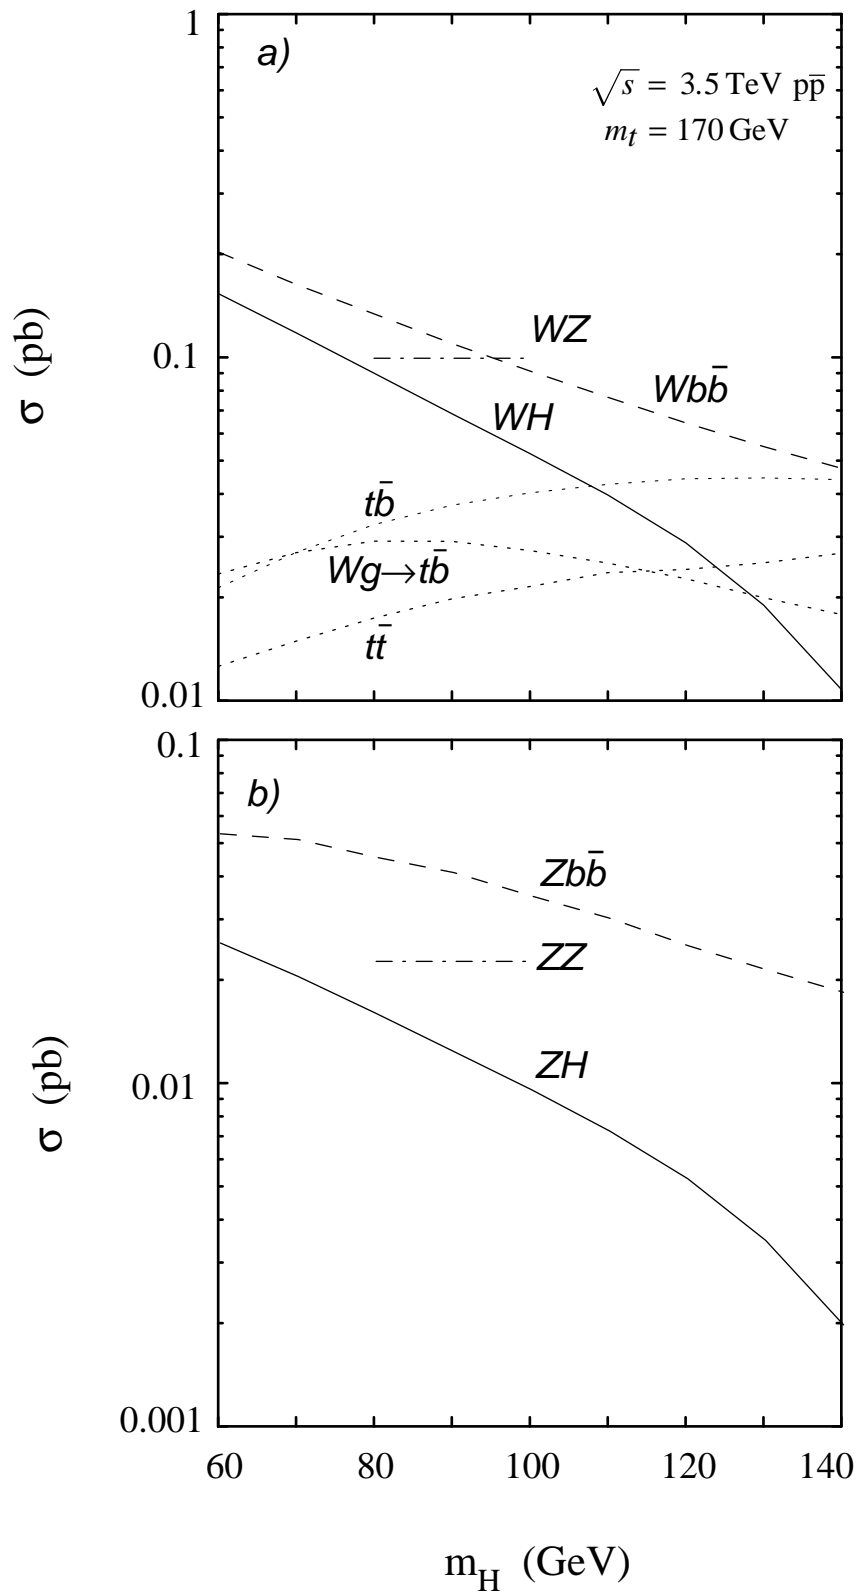 1
a)
√s = 3.5 TeV pp̄
m_t = 170 GeV
σ (pb)
0.1
WZ
Wbb̄
WH
tb̄
Wg→tb̄
tt̄
0.01
0.1
b)
Zbb̄
ZZ
ZH
σ (pb)
0.01
0.001
60 80 100 120 140
m_H (GeV)